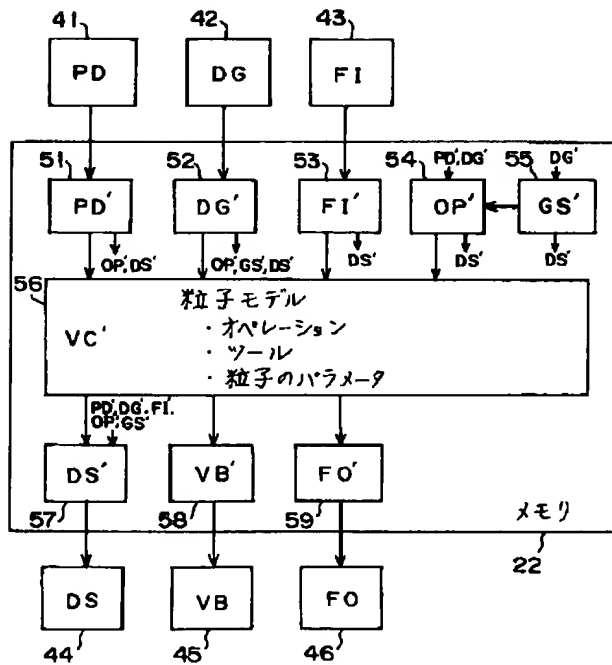 41
42
43
PD
DG
FI
51
52
53
54
PD',DG'
55
DG'
PD'
DG'
FI'
OP'
GS'
OP',DS'
OP',GS',DS'
DS'
DS'
DS'
56
粒子モデル
VC'
・オペレーション
・ツール
・粒子のパラメータ
PD',DG',FI',
OP',GS'
DS'
VB'
FO'
57
58
59
メモリ
22
DS
VB
FO
44
45
46